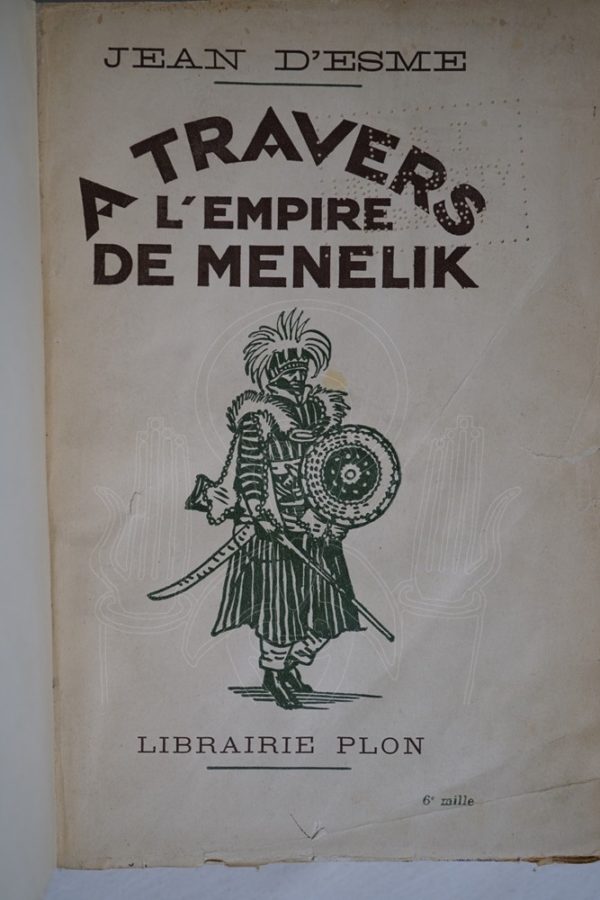 JEAN D'ESME
A TRAVERS
L'EMPIRE
DE MENELIK
LIBRAIRIE PLON
6e mille